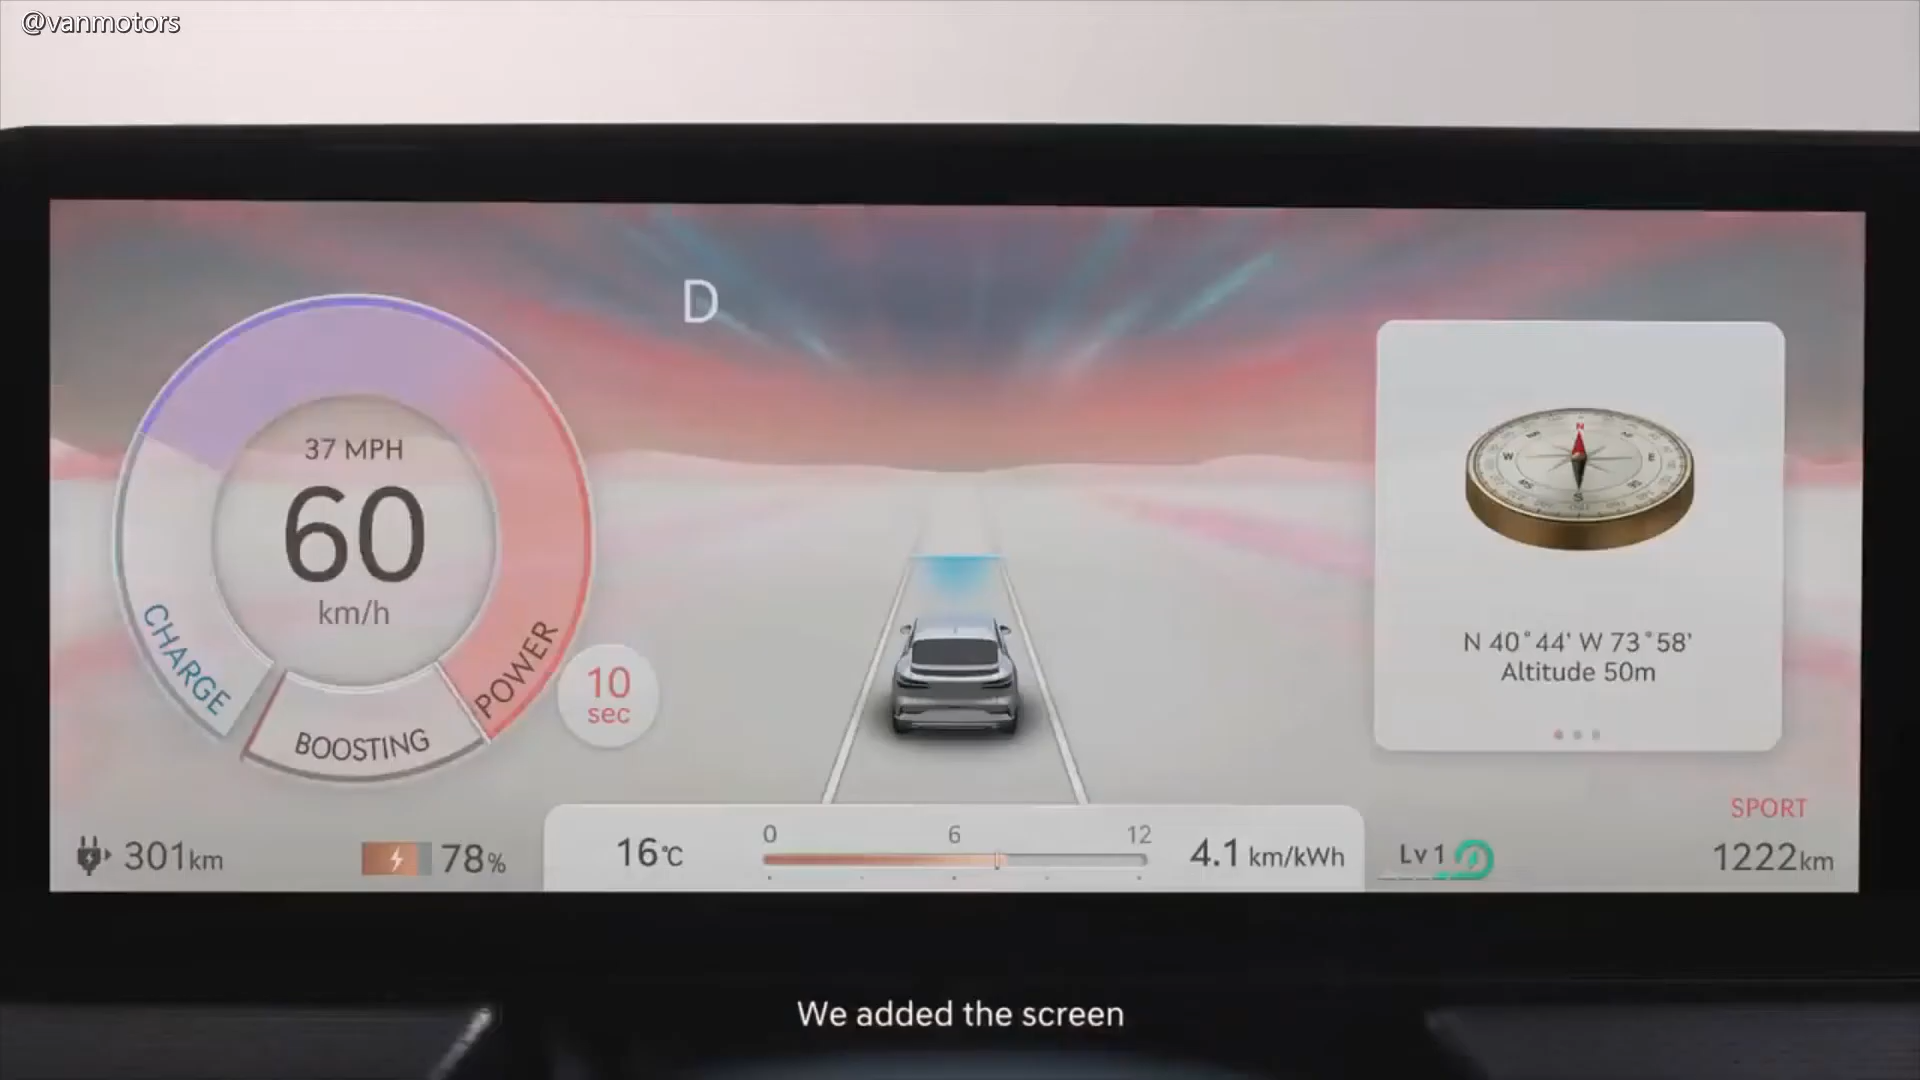 @vanmotors
D
37 MPH
60
km/h
CHARGE
BOOSTING
POWER
10
sec
N
W
E
S
N 40°44' W 73°58'
Altitude 50m
SPORT
301km
78%
16°C
0 6 12
4.1 km/kWh
Lv 1
1222km
We added the screen